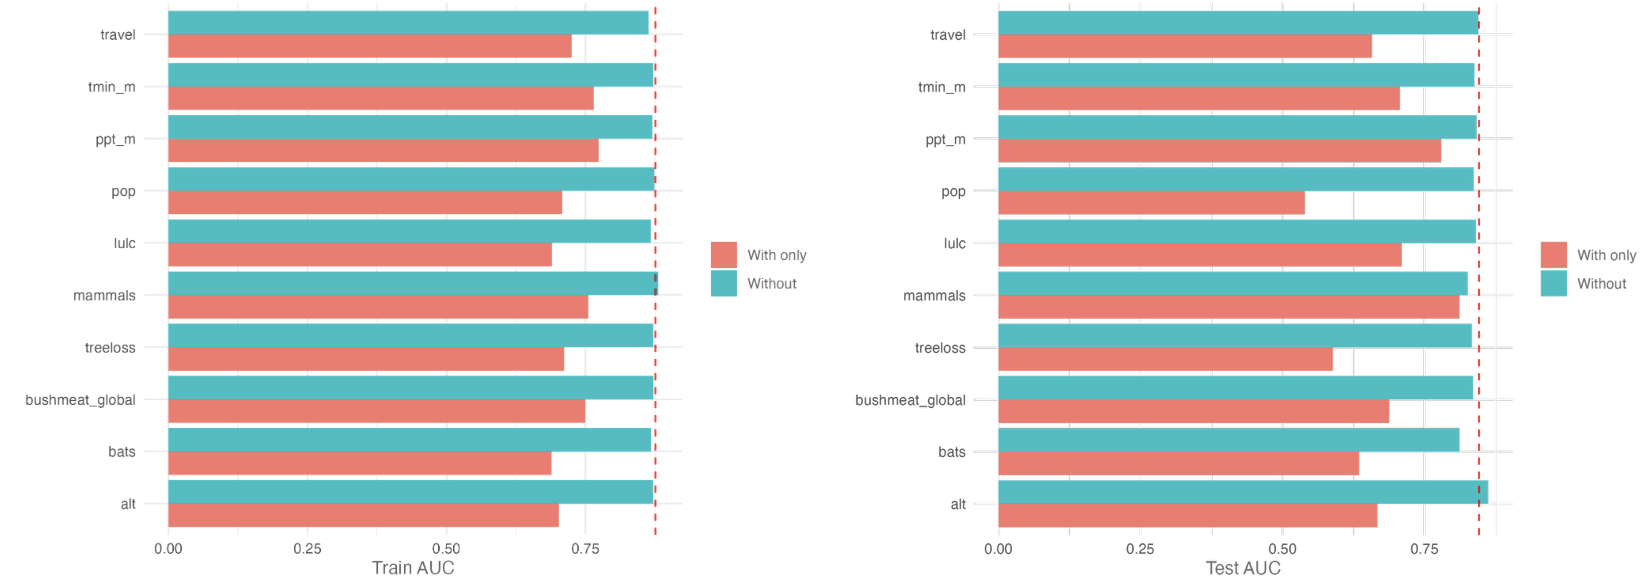 travel
tmin_m
ppt_m
pop
lulc
mammals
treeloss
bushmeat_global
bats
alt
0.00 0.25 0.50 0.75
Train AUC
With only
Without
travel
tmin_m
ppt_m
pop
lulc
mammals
treeloss
bushmeat_global
bats
alt
0.00 0.25 0.50 0.75
Test AUC
With only
Without